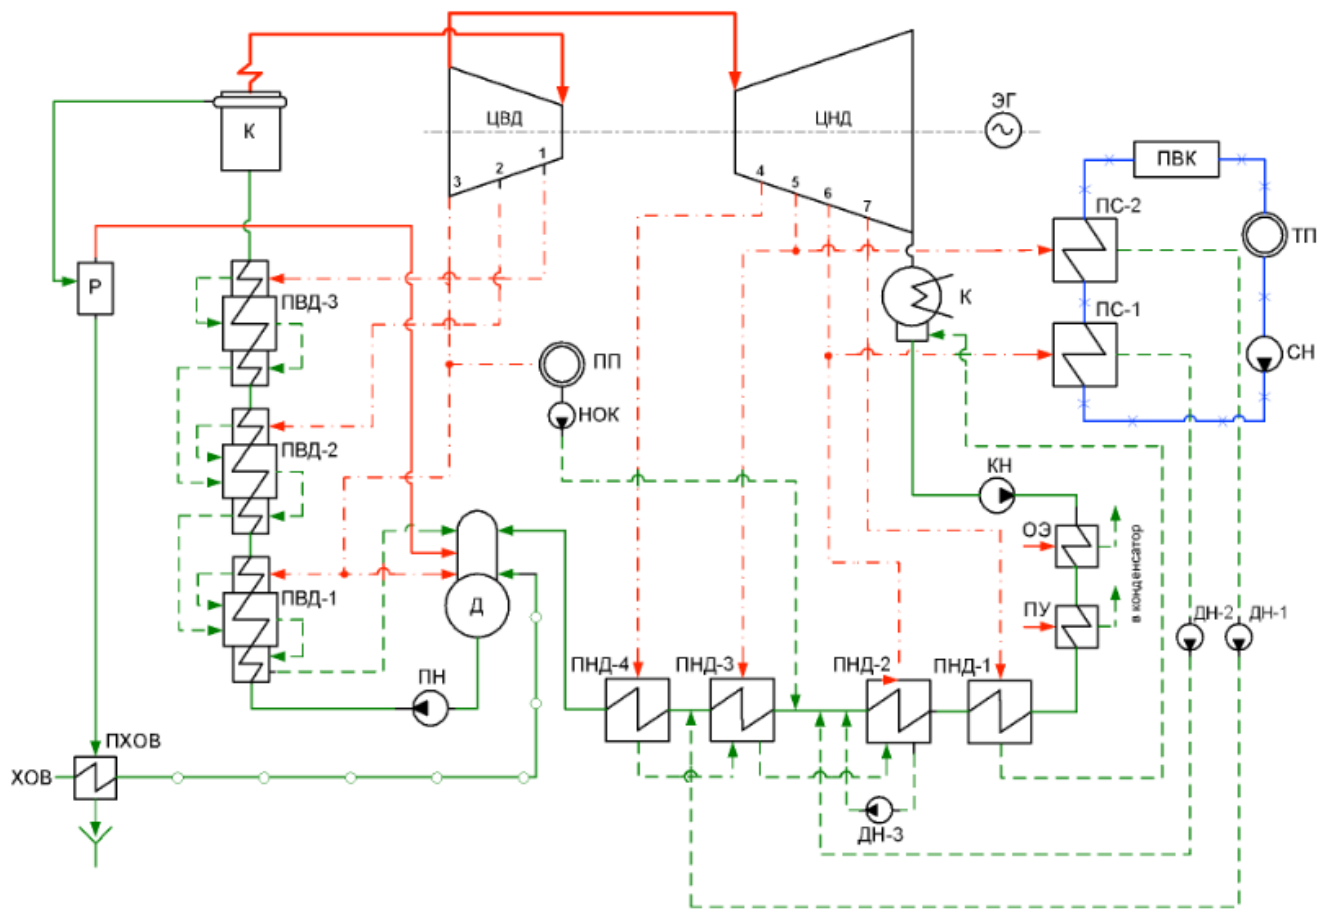 ЭГ
К
ЦВД
ЦНД
1
2
3
4
5
6
7
ПВК
ПС-2
ТП
Р
ПВД-3
К
ПС-1
СН
ПП
НОК
ПВД-2
КН
ОЭ
в конденсатор
ПВД-1
Д
ПУ
ДН-2
ДН-1
ПН
ПНД-4
ПНД-3
ПНД-2
ПНД-1
ПХОВ
ХОВ
ДН-3